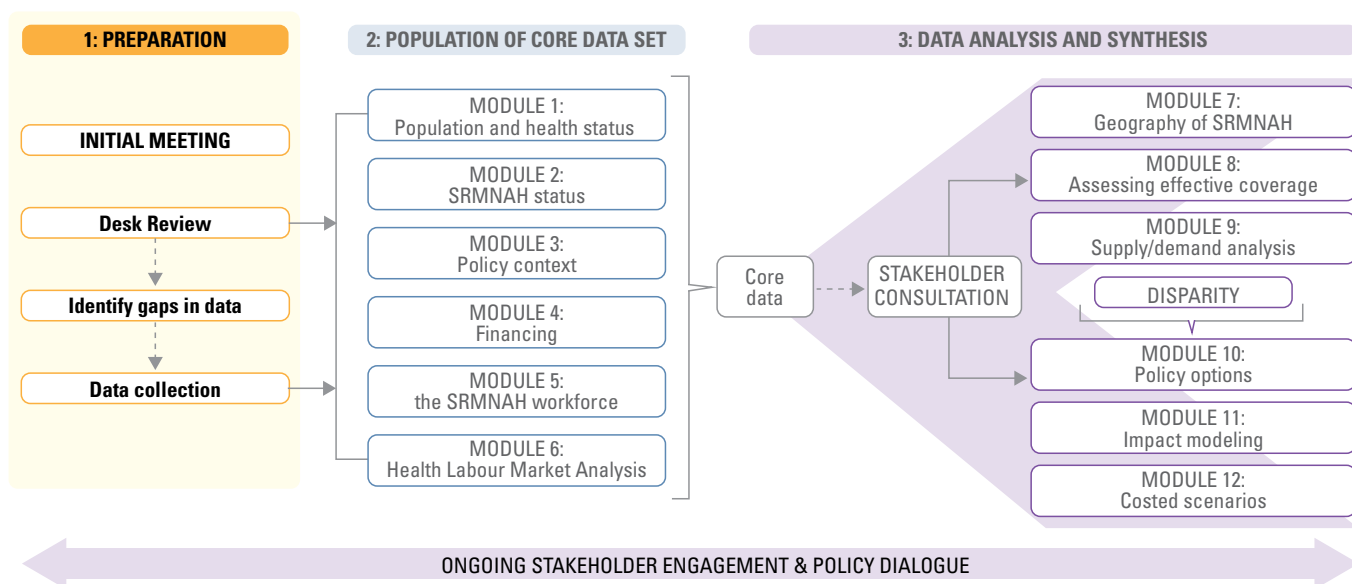 1: PREPARATION
INITIAL MEETING
Desk Review
Identify gaps in data
Data collection
2: POPULATION OF CORE DATA SET
MODULE 1:
Population and health status
MODULE 2:
SRMNAH status
MODULE 3:
Policy context
MODULE 4:
Financing
MODULE 5:
the SRMNAH workforce
MODULE 6:
Health Labour Market Analysis
Core
data
3: DATA ANALYSIS AND SYNTHESIS
STAKEHOLDER
CONSULTATION
MODULE 7:
Geography of SRMNAH
MODULE 8:
Assessing effective coverage
MODULE 9:
Supply/demand analysis
DISPARITY
MODULE 10:
Policy options
MODULE 11:
Impact modeling
MODULE 12:
Costed scenarios
ONGOING STAKEHOLDER ENGAGEMENT & POLICY DIALOGUE